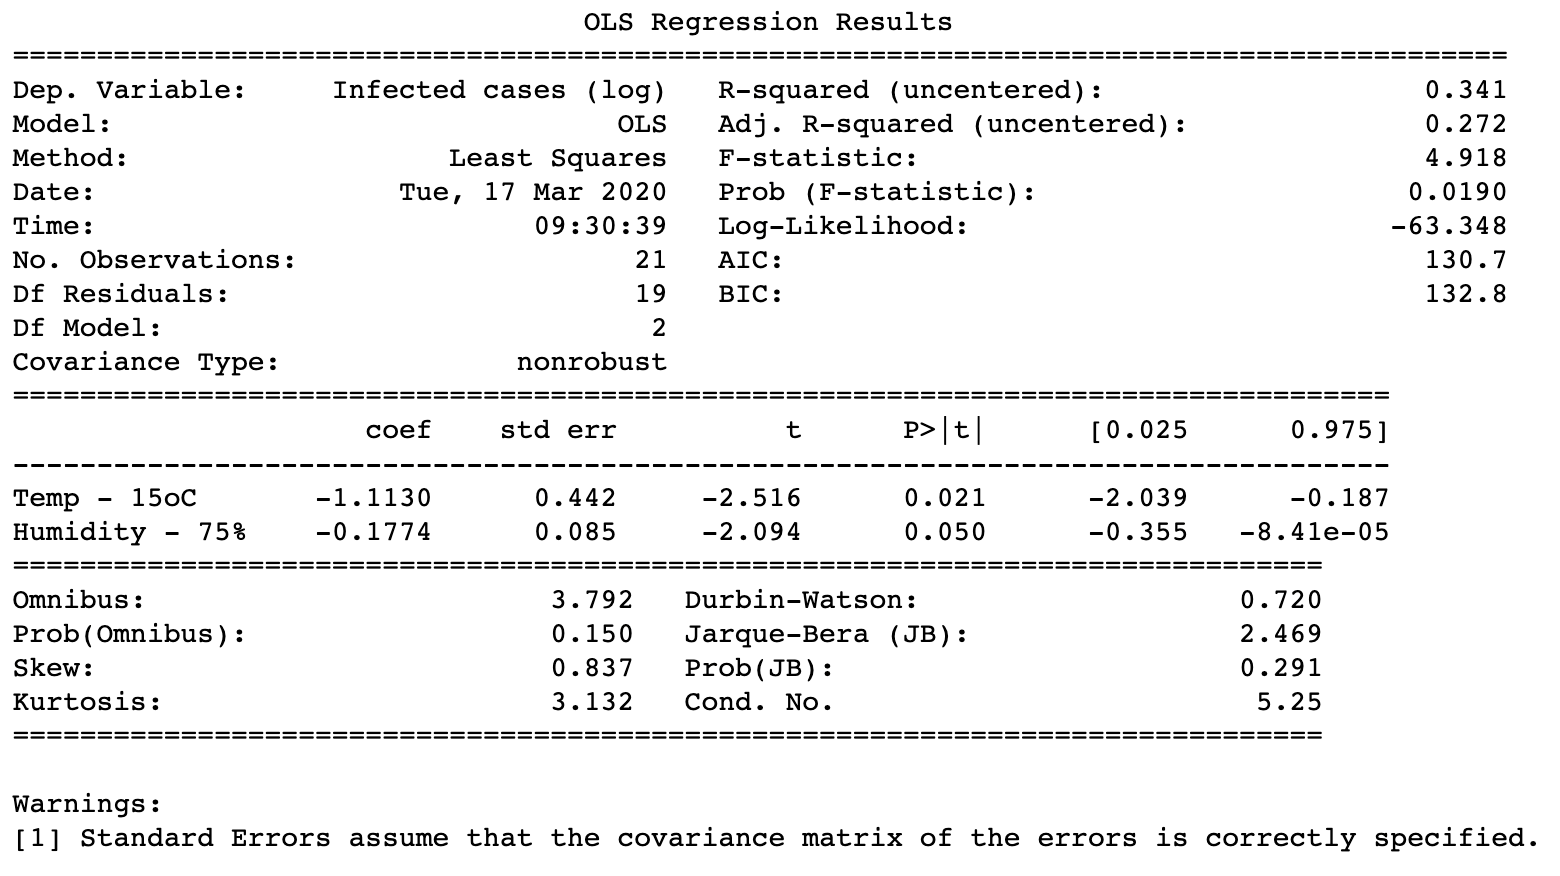 OLS Regression Results
==============================================================================
Dep. Variable: Infected cases (log) R-squared (uncentered): 0.341
Model: OLS Adj. R-squared (uncentered): 0.272
Method: Least Squares F-statistic: 4.918
Date: Tue, 17 Mar 2020 Prob (F-statistic): 0.0190
Time: 09:30:39 Log-Likelihood: -63.348
No. Observations: 21 AIC: 130.7
Df Residuals: 19 BIC: 132.8
Df Model: 2
Covariance Type: nonrobust
==============================================================================
coef std err t P>|t| [0.025 0.975]
------------------------------------------------------------------------------
Temp - 15oC -1.1130 0.442 -2.516 0.021 -2.039 -0.187
Humidity - 75% -0.1774 0.085 -2.094 0.050 -0.355 -8.41e-05
==============================================================================
Omnibus: 3.792 Durbin-Watson: 0.720
Prob(Omnibus): 0.150 Jarque-Bera (JB): 2.469
Skew: 0.837 Prob(JB): 0.291
Kurtosis: 3.132 Cond. No. 5.25
==============================================================================
Warnings:
[1] Standard Errors assume that the covariance matrix of the errors is correctly specified.